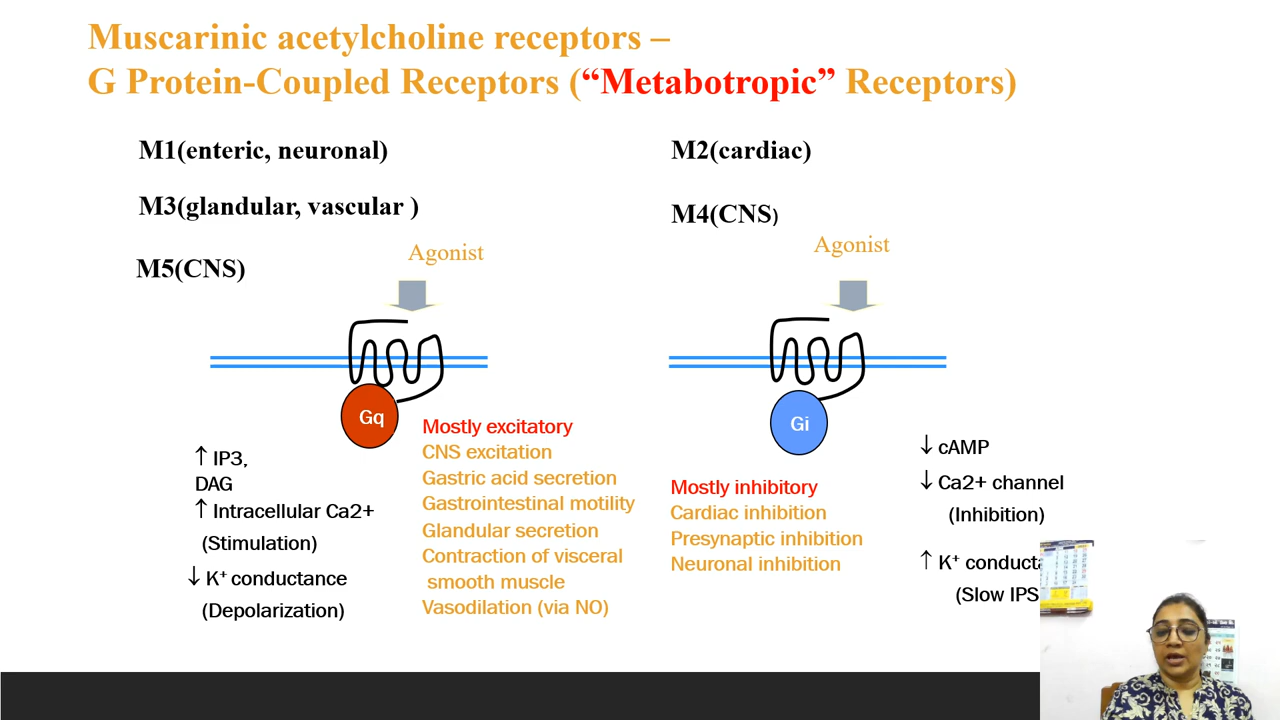 Muscarinic acetylcholine receptors –
G Protein-Coupled Receptors (“Metabotropic” Receptors)
M1(enteric, neuronal)
M3(glandular, vascular )
M5(CNS)
Agonist
Gq
↑ IP3,
DAG
↑ Intracellular Ca2+
(Stimulation)
↓ K⁺ conductance
(Depolarization)
Mostly excitatory
CNS excitation
Gastric acid secretion
Gastrointestinal motility
Glandular secretion
Contraction of visceral
smooth muscle
Vasodilation (via NO)
M2(cardiac)
M4(CNS)
Agonist
Gi
Mostly inhibitory
Cardiac inhibition
Presynaptic inhibition
Neuronal inhibition
↓ cAMP
↓ Ca2+ channel
(Inhibition)
↑ K⁺ conducta
(Slow IPS